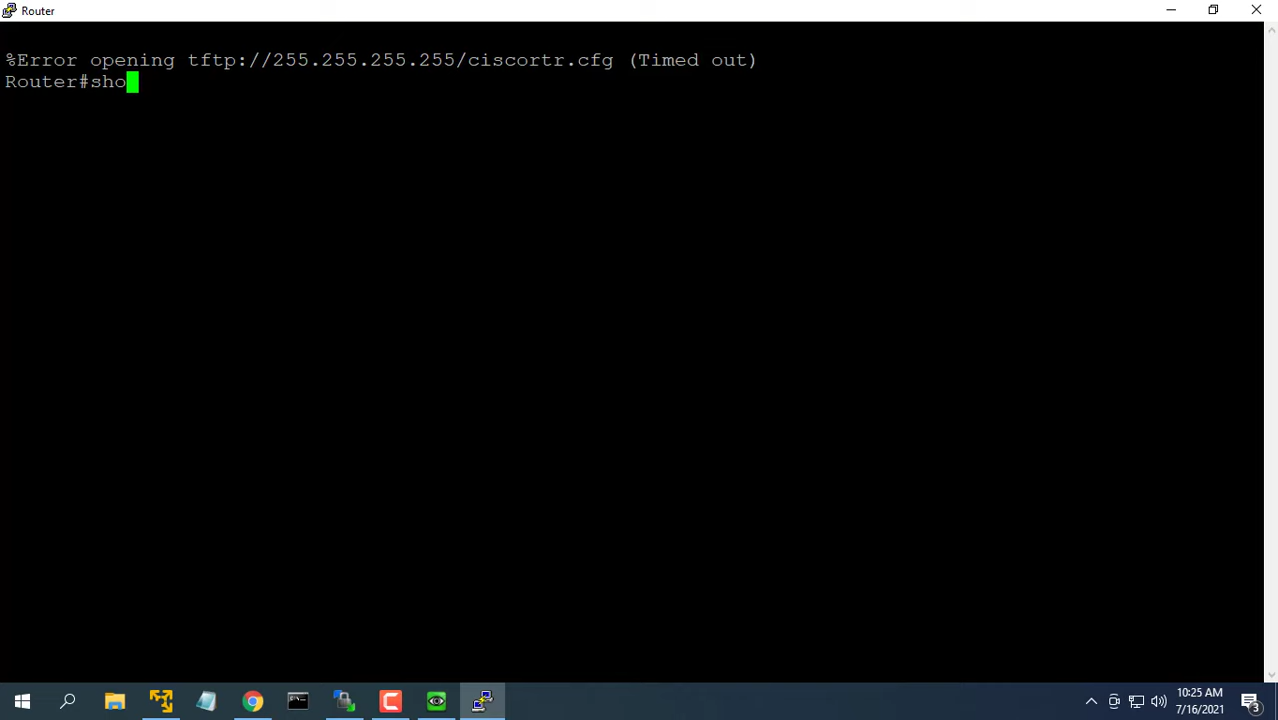 Router
%Error opening tftp://255.255.255.255/ciscortr.cfg (Timed out)
Router#sho
10:25 AM
7/16/2021
3